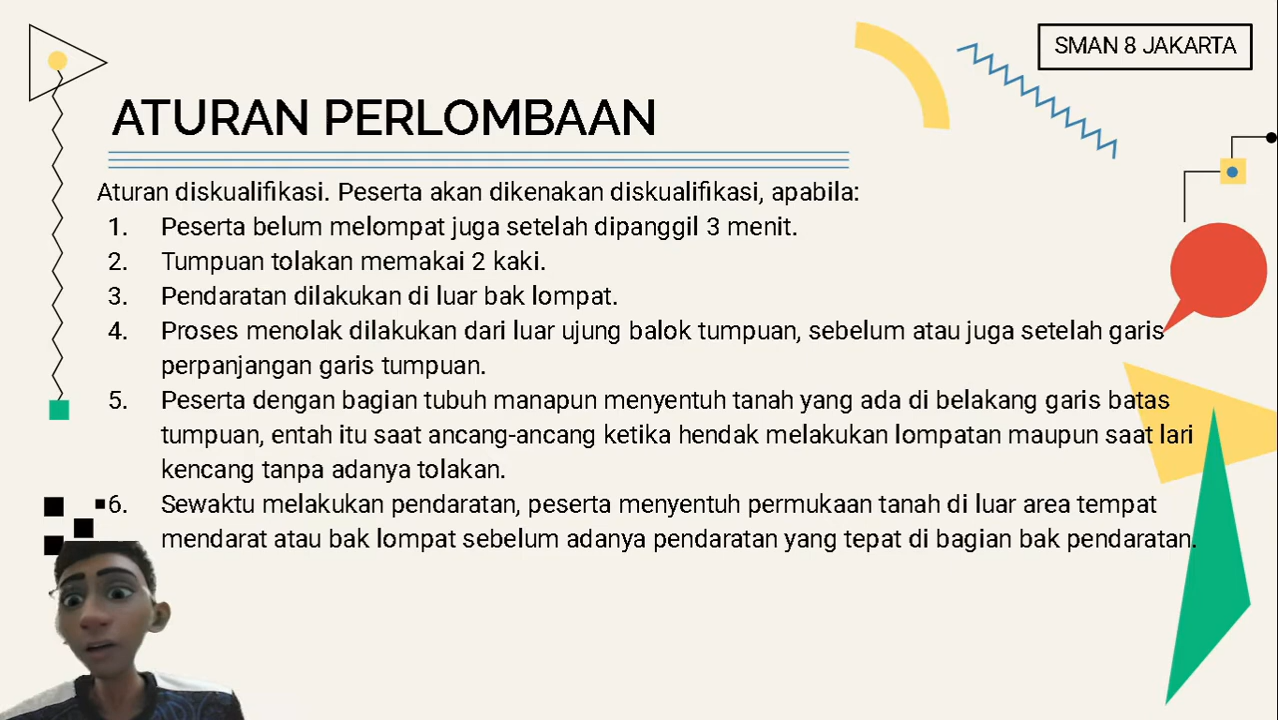 SMAN 8 JAKARTA
ATURAN PERLOMBAAN
Aturan diskualifikasi. Peserta akan dikenakan diskualifikasi, apabila:
1. Peserta belum melompat juga setelah dipanggil 3 menit.
2. Tumpuan tolakan memakai 2 kaki.
3. Pendaratan dilakukan di luar bak lompat.
4. Proses menolak dilakukan dari luar ujung balok tumpuan, sebelum atau juga setelah garis
perpanjangan garis tumpuan.
5. Peserta dengan bagian tubuh manapun menyentuh tanah yang ada di belakang garis batas
tumpuan, entah itu saat ancang-ancang ketika hendak melakukan lompatan maupun saat lari
kencang tanpa adanya tolakan.
6. Sewaktu melakukan pendaratan, peserta menyentuh permukaan tanah di luar area tempat
mendarat atau bak lompat sebelum adanya pendaratan yang tepat di bagian bak pendaratan.